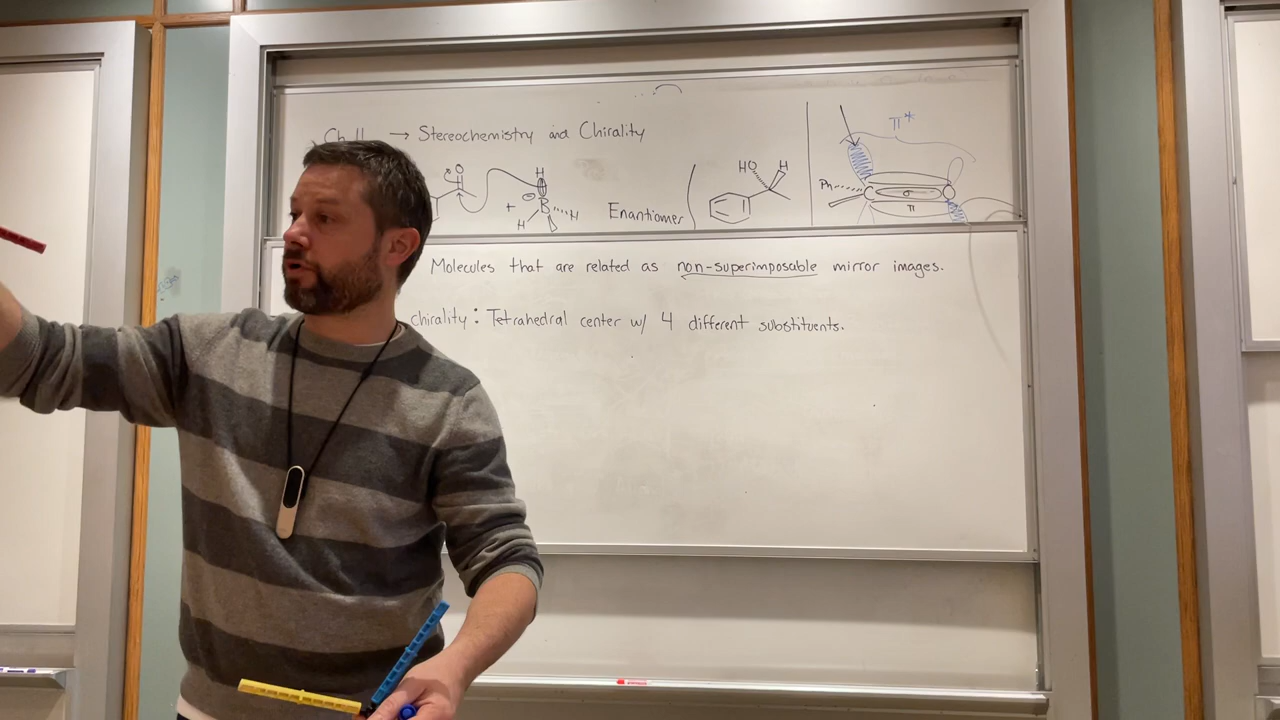 → Stereochemistry and Chirality
π*
O
H
HO
H
Ph
σ
+
⊖
B
H
H
Enantiomer
π
Molecules that are related as non-superimposable mirror images.
chirality: Tetrahedral center w/ 4 different substituents.